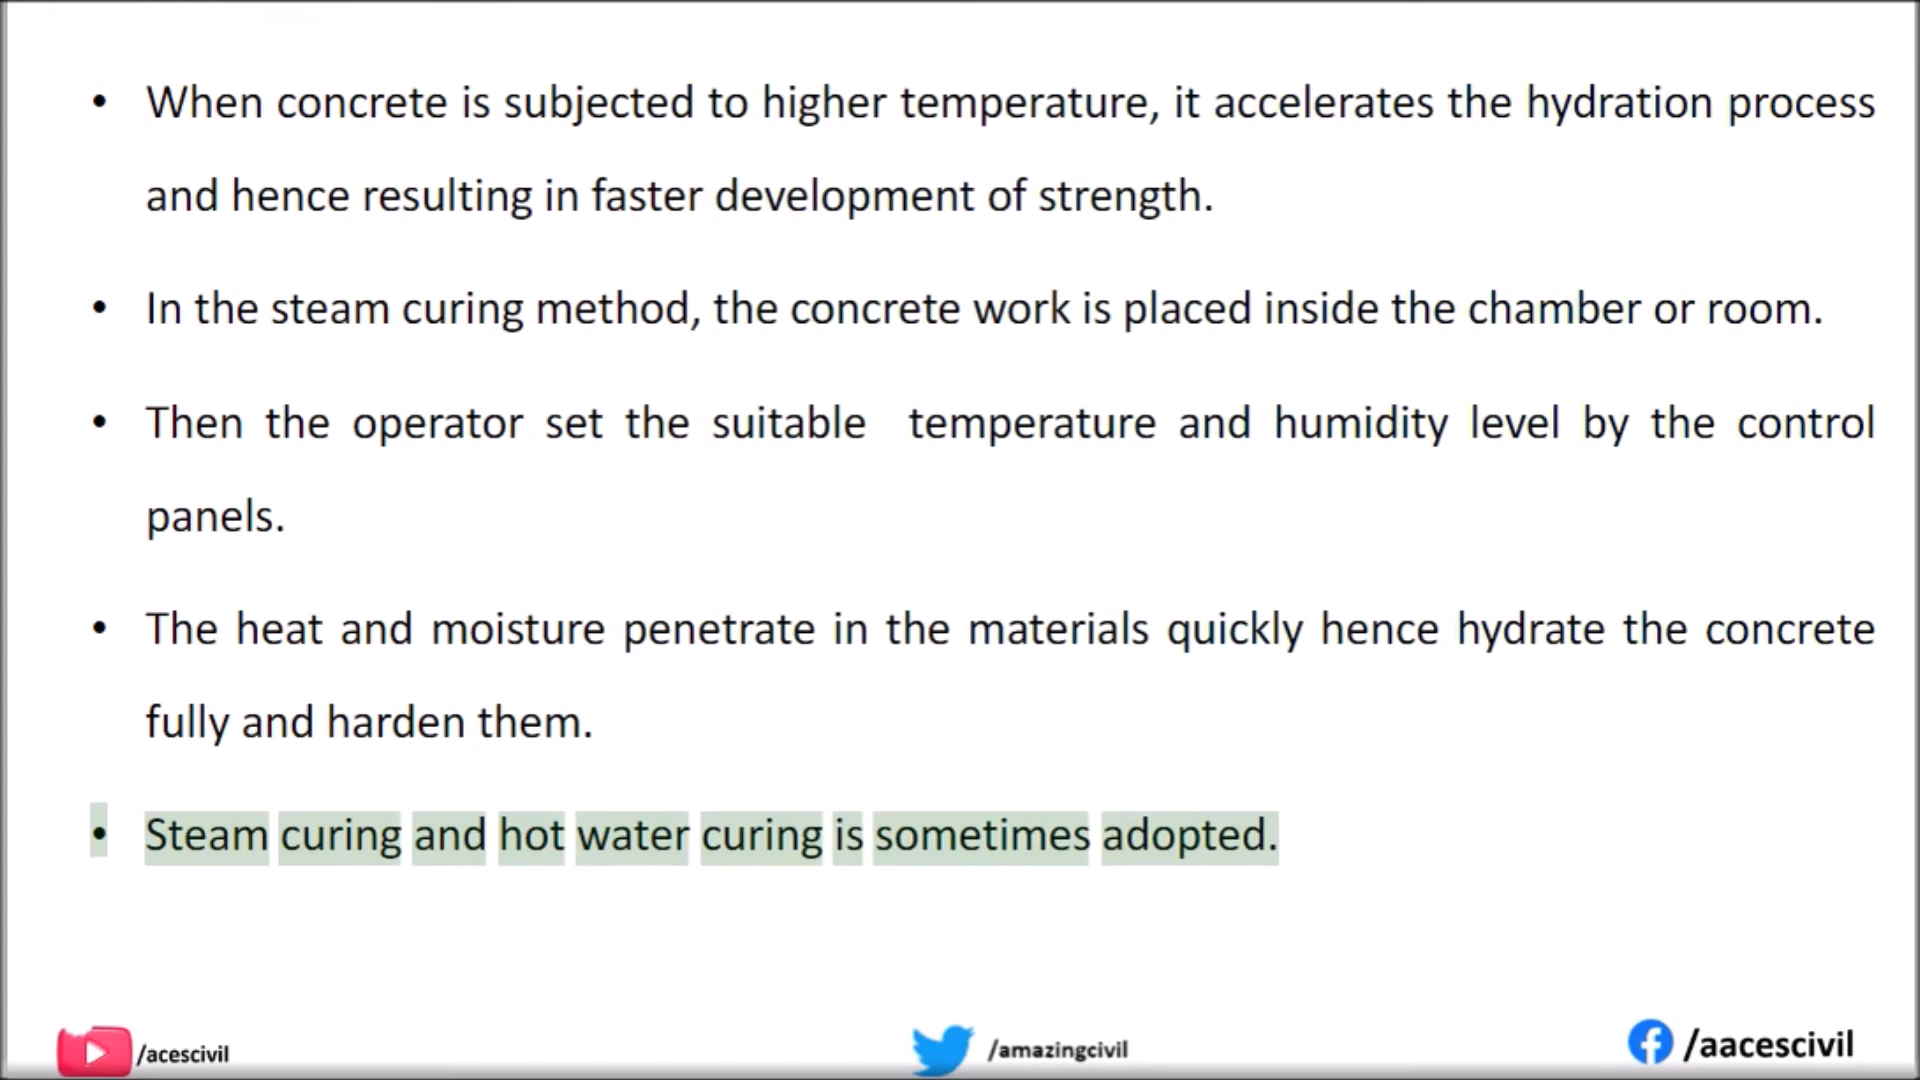 • When concrete is subjected to higher temperature, it accelerates the hydration process
and hence resulting in faster development of strength.
• In the steam curing method, the concrete work is placed inside the chamber or room.
• Then the operator set the suitable  temperature and humidity level by the control
panels.
• The heat and moisture penetrate in the materials quickly hence hydrate the concrete
fully and harden them.
• Steam curing and hot water curing is sometimes adopted.
/acescivil
/amazingcivil
/aacescivil